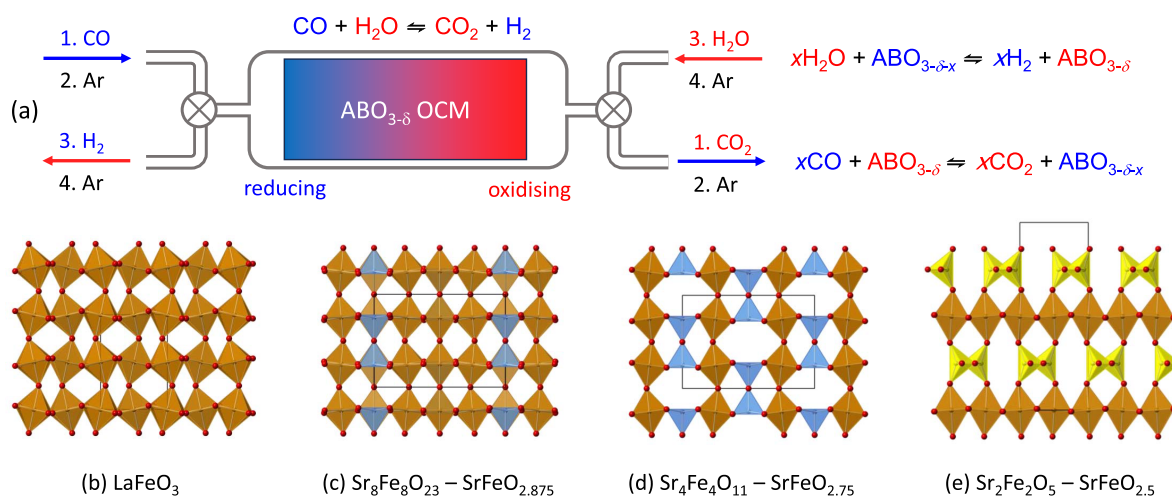 CO + H₂O ⇌ CO₂ + H₂
1. CO
2. Ar
3. H₂O
4. Ar
xH₂O + ABO₃₋δ₋ₓ ⇌ xH₂ + ABO₃₋δ
(a)
ABO₃₋δ OCM
3. H₂
4. Ar
1. CO₂
2. Ar
xCO + ABO₃₋δ ⇌ xCO₂ + ABO₃₋δ₋ₓ
reducing
oxidising
(b) LaFeO₃
(c) Sr₈Fe₈O₂₃ – SrFeO₂.₈₇₅
(d) Sr₄Fe₄O₁₁ – SrFeO₂.₇₅
(e) Sr₂Fe₂O₅ – SrFeO₂.₅